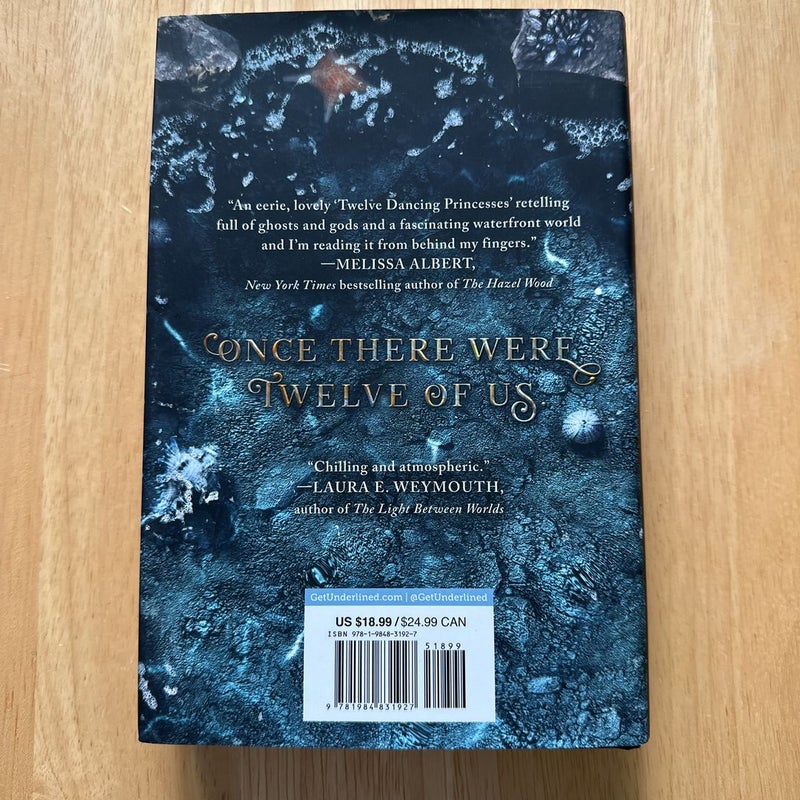 “An eerie, lovely ‘Twelve Dancing Princesses’ retelling
full of ghosts and gods and a fascinating waterfront world
and I’m reading it from behind my fingers.”
—MELISSA ALBERT,
New York Times bestselling author of The Hazel Wood
ONCE THERE WERE
TWELVE OF US
“Chilling and atmospheric.”
—LAURA E. WEYMOUTH,
author of The Light Between Worlds
GetUnderlined.com | @GetUnderlined
US $18.99 / $24.99 CAN
ISBN 978-1-9848-3192-7
51899
9 781984 831927